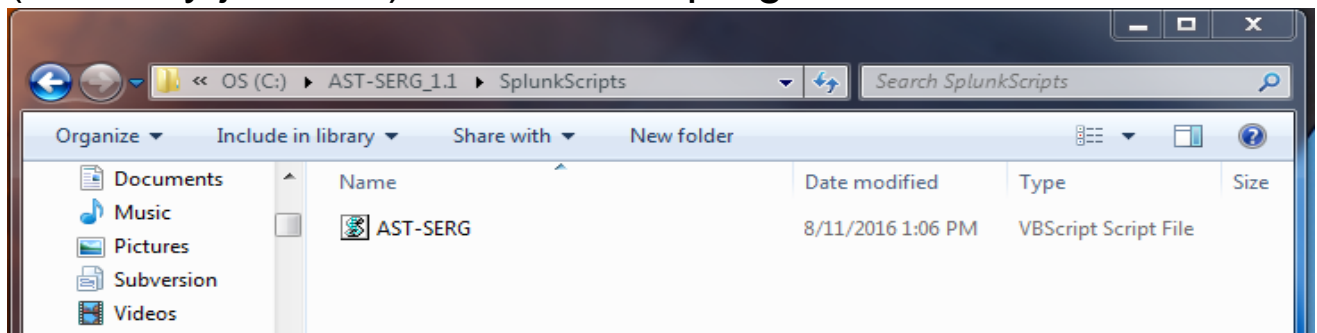 « OS (C:) ▸ AST-SERG_1.1 ▸ SplunkScripts Search SplunkScripts
Organize Include in library Share with New folder
Name Date modified Type Size
AST-SERG 8/11/2016 1:06 PM VBScript Script File
Documents
Music
Pictures
Subversion
Videos